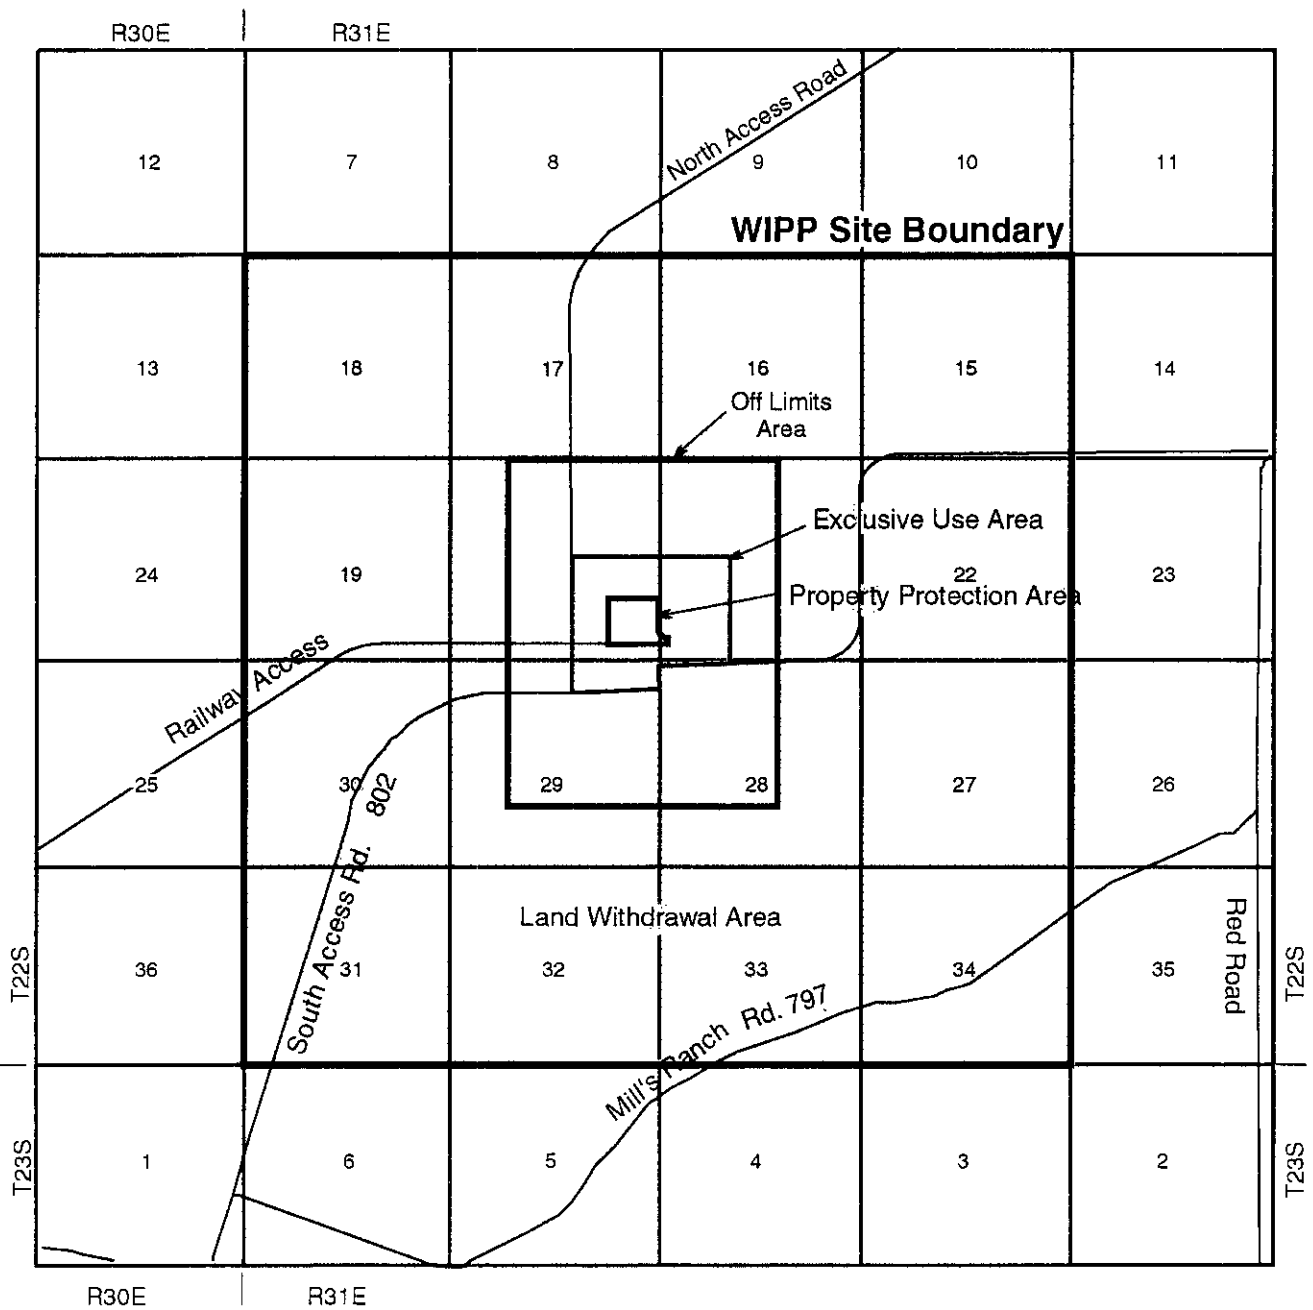 R30E R31E
North Access Road
12 7 8 9 10 11
WIPP Site Boundary
13 18 17 16 15 14
Off Limits
Area
Exclusive Use Area
24 19 22 23
Property Protection Area
Railway Access
25 30 29 28 27 26
South Access Rd. 802
Land Withdrawal Area
Red Road
T22S 36 31 32 33 34 35 T22S
Mill's Ranch Rd. 797
T23S 1 6 5 4 3 2 T23S
R30E R31E